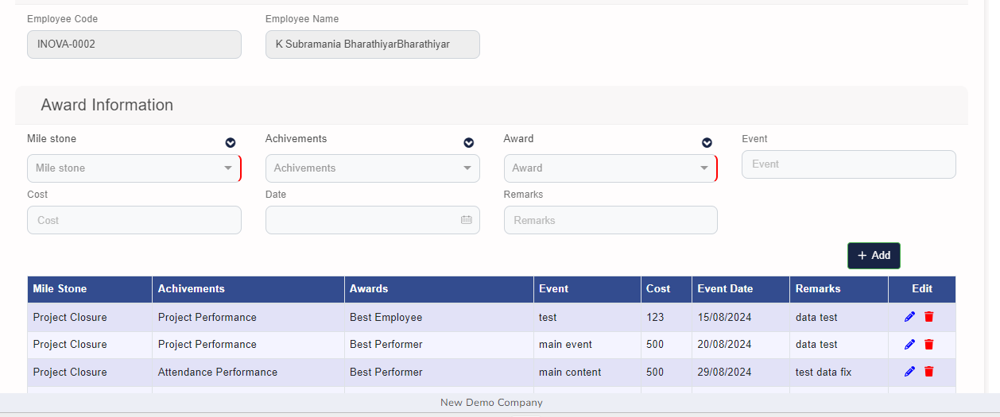 Employee Code Employee Name
INOVA-0002 K Subramania BharathiyarBharathiyar
Award Information
Mile stone Achivements Award Event
Mile stone Achivements Award Event
Cost Date Remarks
Cost Remarks
+ Add
Mile Stone Achivements Awards Event Cost Event Date Remarks Edit
Project Closure Project Performance Best Employee test 123 15/08/2024 data test
Project Closure Project Performance Best Performer main event 500 20/08/2024 data test
Project Closure Attendance Performance Best Performer main content 500 29/08/2024 test data fix
New Demo Company